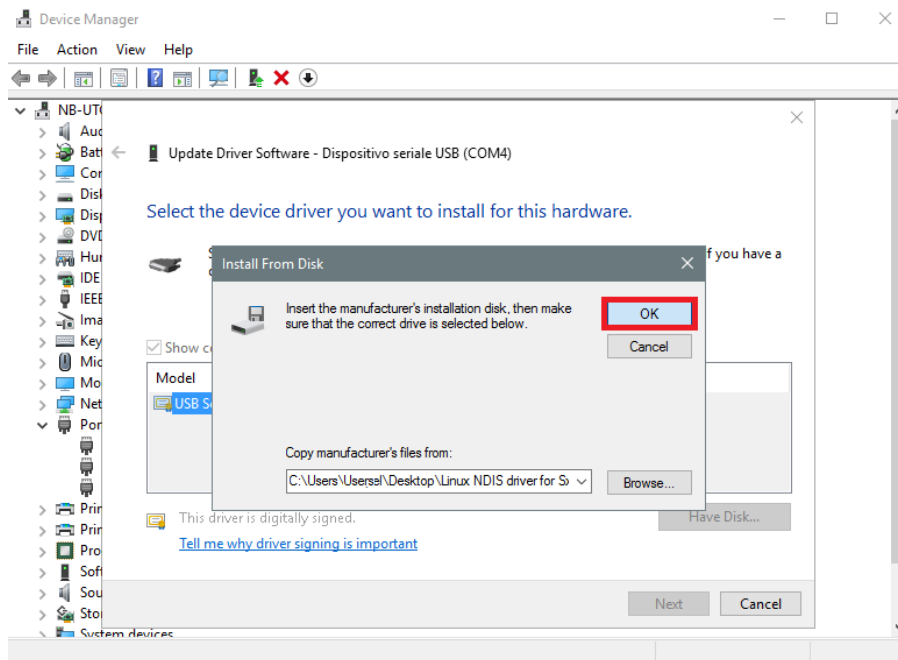 Device Manager
File Action View Help
NB-UT
Aud
Batt
Con
Disk
Disp
DVD
Hum
IDE
IEEE
Ima
Key
Mic
Mo
Net
Por
Prin
Prin
Pro
Soft
Sou
Stor
System devices
Update Driver Software - Dispositivo seriale USB (COM4)
Select the device driver you want to install for this hardware.
f you have a
Show co
Model
USB S
This driver is digitally signed.
Have Disk...
Tell me why driver signing is important
Next Cancel
Install From Disk
Insert the manufacturer's installation disk, then make
sure that the correct drive is selected below.
OK
Cancel
Copy manufacturer's files from:
C:\Users\Usersel\Desktop\Linux NDIS driver for S
Browse...